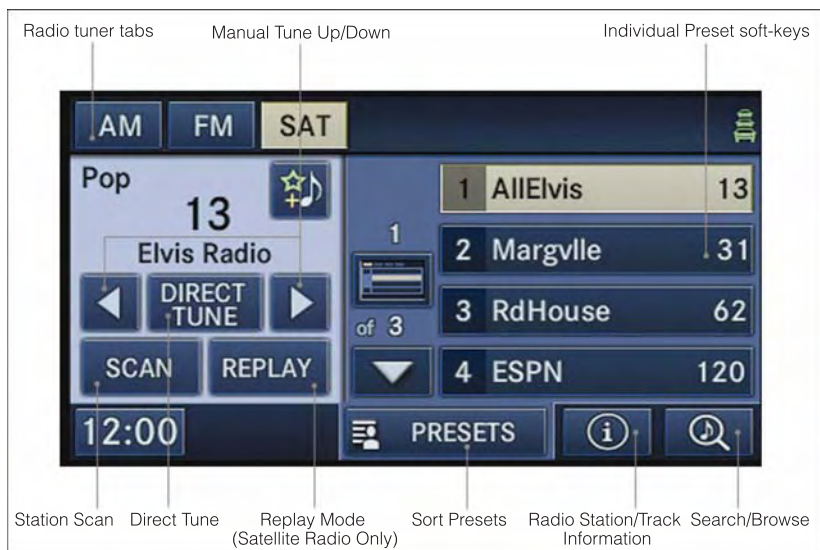 Radio tuner tabs
Manual Tune Up/Down
Individual Preset soft-keys
AM
FM
SAT
Pop
13
Elvis Radio
DIRECT
TUNE
SCAN
REPLAY
12:00
1
of 3
1 AllElvis 13
2 Margvlle 31
3 RdHouse 62
4 ESPN 120
PRESETS
i
Station Scan
Direct Tune
Replay Mode
(Satellite Radio Only)
Sort Presets
Radio Station/Track
Information
Search/Browse